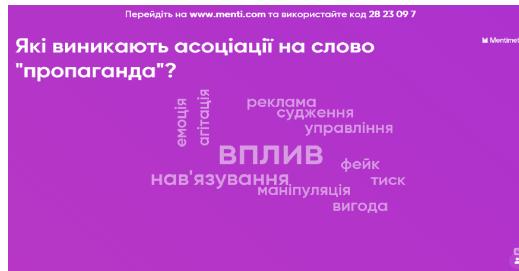 Перейдіть на www.menti.com та використайте код 28 23 09 7
Які виникають асоціації на слово
"пропаганда"?
Mentimet
емоція
агітація
реклама
судження
управління
вплив
фейк
нав'язування
тиск
маніпуляція
вигода